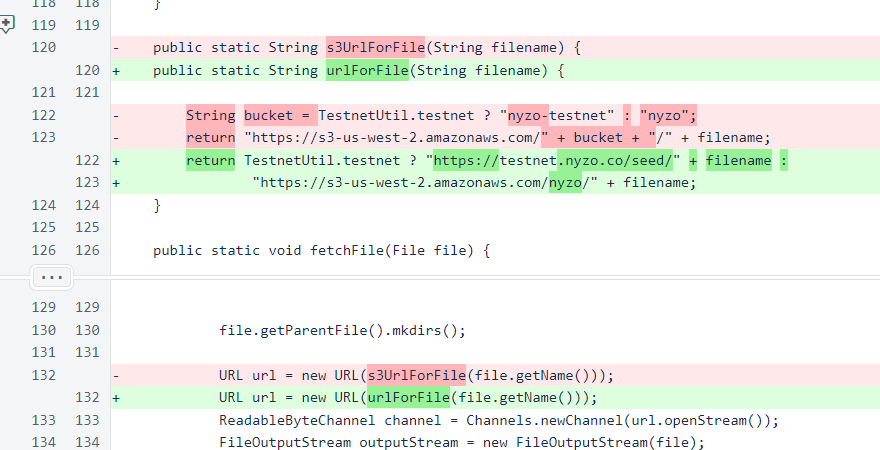 118 118 }
119 119
120 - public static String s3UrlForFile(String filename) {
120 + public static String urlForFile(String filename) {
121 121
122 - String bucket = TestnetUtil.testnet ? "nyzo-testnet" : "nyzo";
123 - return "https://s3-us-west-2.amazonaws.com/" + bucket + "/" + filename;
122 + return TestnetUtil.testnet ? "https://testnet.nyzo.co/seed/" + filename :
123 + "https://s3-us-west-2.amazonaws.com/nyzo/" + filename;
124 124 }
125 125
126 126 public static void fetchFile(File file) {
...
129 129
130 130 file.getParentFile().mkdirs();
131 131
132 - URL url = new URL(s3UrlForFile(file.getName()));
132 + URL url = new URL(urlForFile(file.getName()));
133 133 ReadableByteChannel channel = Channels.newChannel(url.openStream());
134 134 FileOutputStream outputStream = new FileOutputStream(file);